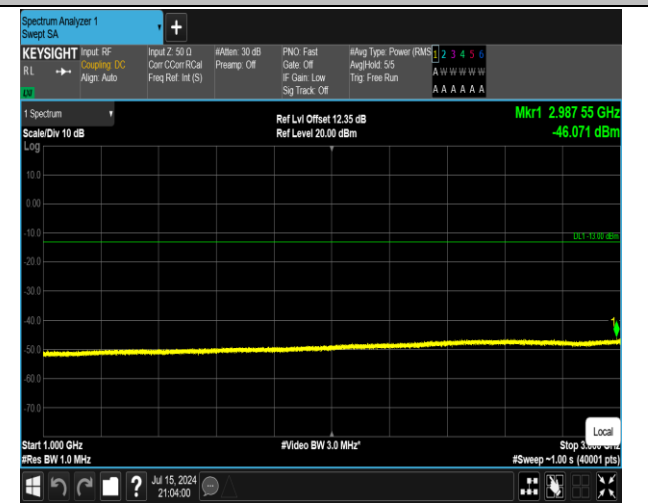 Spectrum Analyzer 1
Swept SA
+
KEYSIGHT Input: RF Input Z: 50 Ω #Atten: 30 dB PNO: Fast #Avg Type: Power (RMS 1 2 3 4 5 6
RL Coupling: DC Corr CCorr RCal Preamp: Off Gate: Off Avg|Hold: 5/5 A W W W W W
Align: Auto Freq Ref: Int (S) IF Gain: Low Trig: Free Run
Sig Track: Off A A A A A A
1 Spectrum Ref Lvl Offset 12.35 dB Mkr1 2.987 55 GHz
Scale/Div 10 dB Ref Level 20.00 dBm -46.071 dBm
Log
10.0
0.00
-10.0
DL1 -13.00 dBm
-20.0
-30.0
-40.0
1
-50.0
-60.0
-70.0
Local
Start 1.000 GHz #Video BW 3.0 MHz* Stop
#Res BW 1.0 MHz #Sweep ~1.00 s (40001 pts)
? Jul 15, 2024
21:04:00